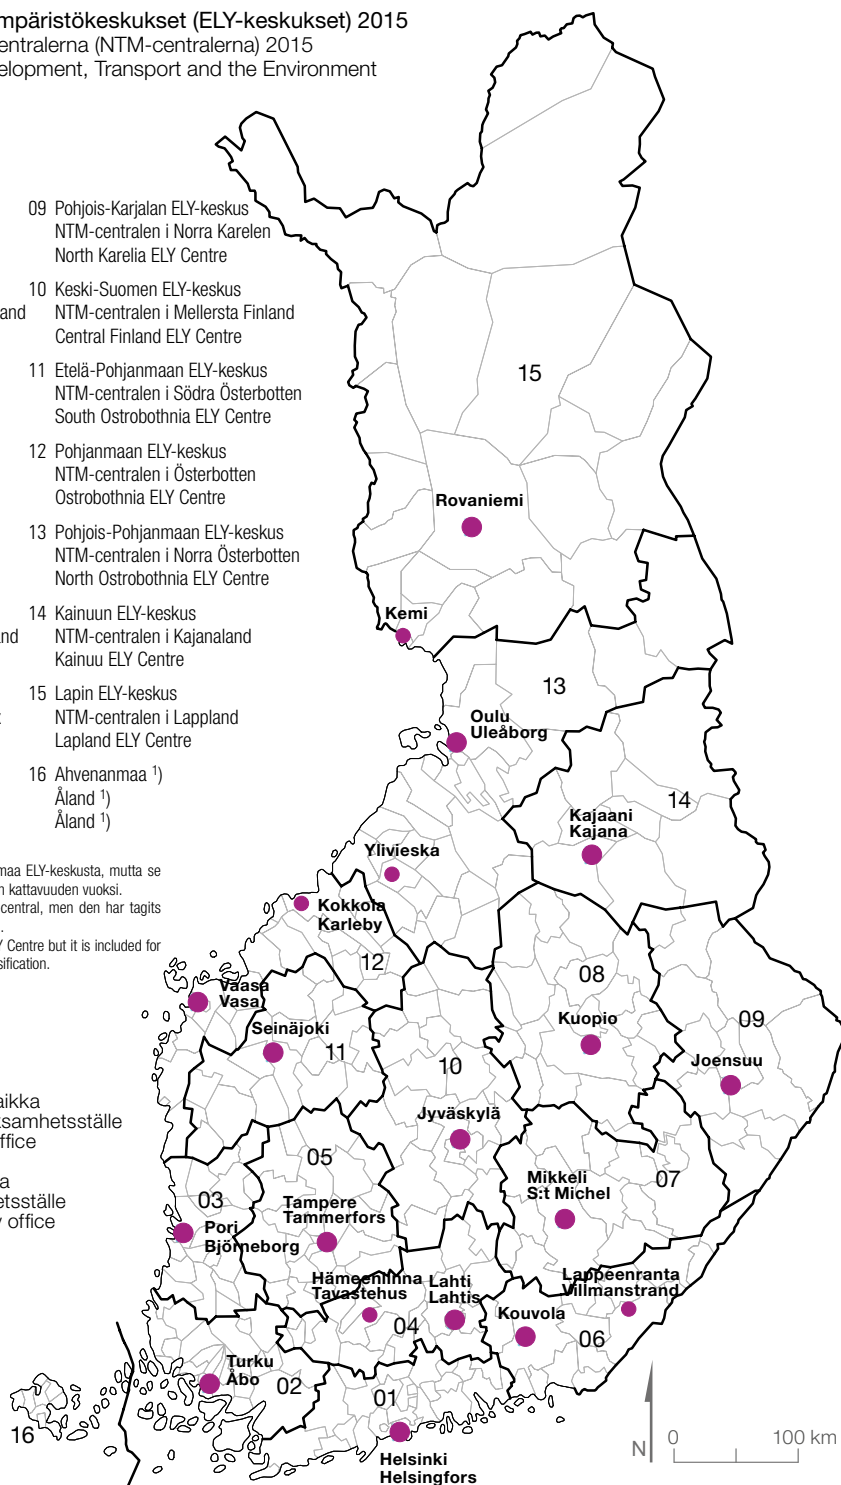 mpäristökeskukset (ELY-keskukset) 2015
entralerna (NTM-centralerna) 2015
elopment, Transport and the Environment
09 Pohjois-Karjalan ELY-keskus
NTM-centralen i Norra Karelen
North Karelia ELY Centre
10 Keski-Suomen ELY-keskus
and NTM-centralen i Mellersta Finland
Central Finland ELY Centre
11 Etelä-Pohjanmaan ELY-keskus
NTM-centralen i Södra Österbotten
South Ostrobothnia ELY Centre
12 Pohjanmaan ELY-keskus
NTM-centralen i Österbotten
Ostrobothnia ELY Centre
13 Pohjois-Pohjanmaan ELY-keskus
NTM-centralen i Norra Österbotten
North Ostrobothnia ELY Centre
14 Kainuun ELY-keskus
nd NTM-centralen i Kajanaland
Kainuu ELY Centre
15 Lapin ELY-keskus
NTM-centralen i Lappland
Lapland ELY Centre
16 Ahvenanmaa ¹)
Åland ¹)
Åland ¹)
maa ELY-keskusta, mutta se
n kattavuuden vuoksi.
central, men den har tagits
.
Y Centre but it is included for
sification.
aikka
ksamhetsställe
ffice
a
etsställe
y office
15
Rovaniemi
Kemi
13
Oulu
Uleåborg
14
Kajaani
Kajana
Ylivieska
Kokkola
Karleby
12
08
Vaasa
Vasa
Seinäjoki
11
Kuopio
09
Joensuu
10
Jyväskylä
05
03
07
Mikkeli
S:t Michel
Tampere
Tammerfors
Pori
Björneborg
Hämeenlinna
Tavastehus
Lahti
Lahtis
Lappeenranta
Villmanstrand
Kouvola
04
06
Turku
Åbo
02
01
16
Helsinki
Helsingfors
N
0 100 km